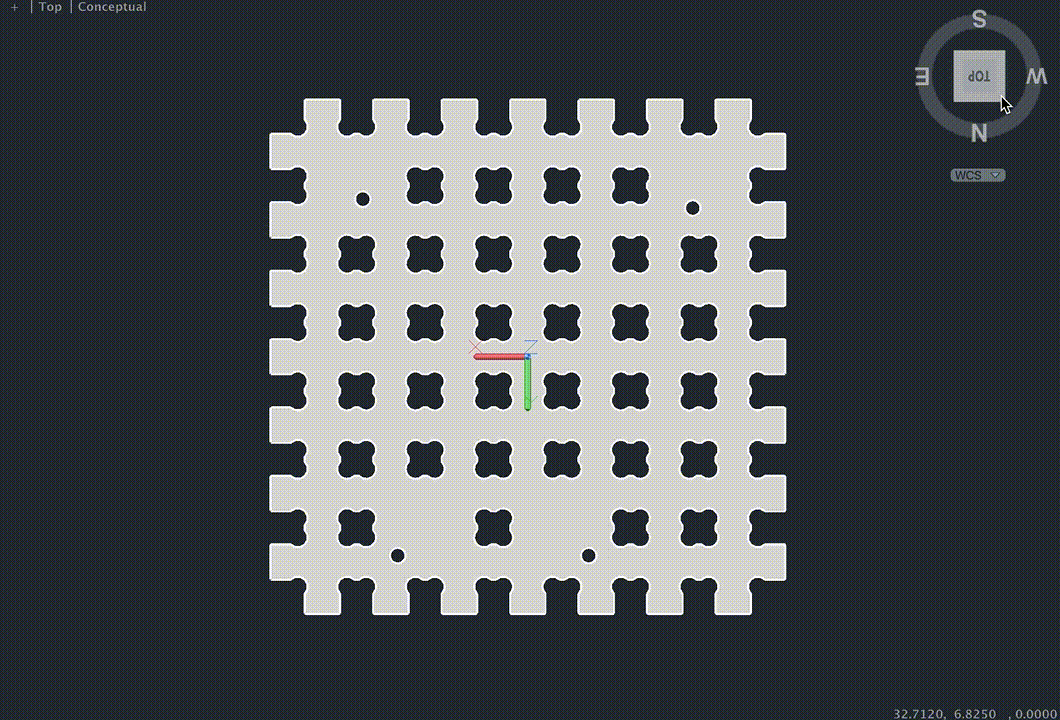 + | Top | Conceptual
S
E TOP W
N
WCS
X Z
32.7120, 6.8250 , 0.0000